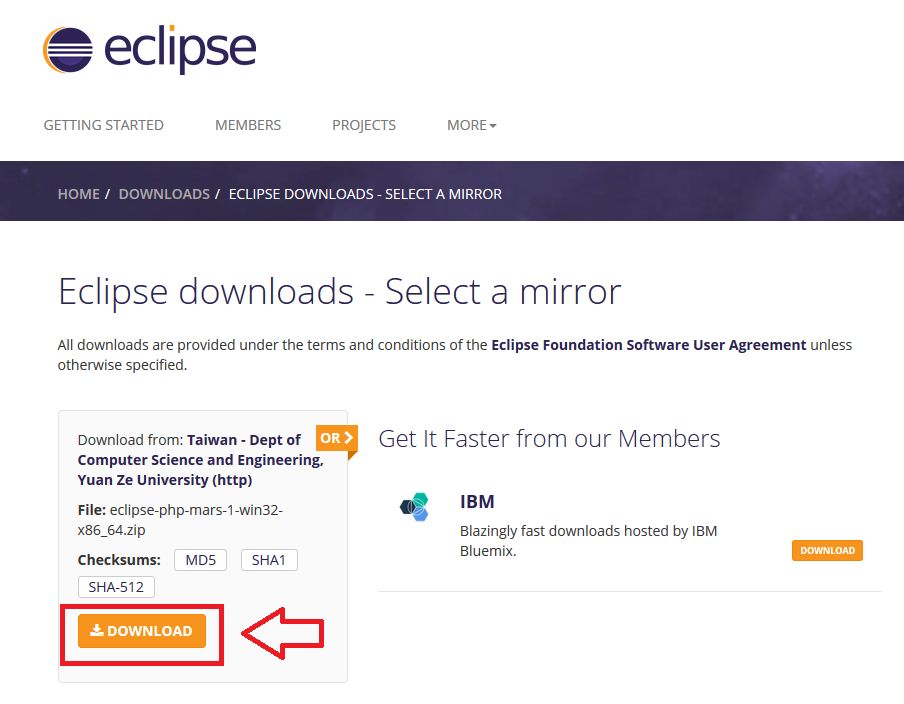 eclipse
GETTING STARTED MEMBERS PROJECTS MORE
HOME / DOWNLOADS / ECLIPSE DOWNLOADS - SELECT A MIRROR
Eclipse downloads - Select a mirror
All downloads are provided under the terms and conditions of the Eclipse Foundation Software User Agreement unless
otherwise specified.
Download from: Taiwan - Dept of
Computer Science and Engineering,
Yuan Ze University (http)
File: eclipse-php-mars-1-win32-
x86_64.zip
Checksums: MD5 SHA1
SHA-512
DOWNLOAD
OR
Get It Faster from our Members
IBM
Blazingly fast downloads hosted by IBM
Bluemix.
DOWNLOAD